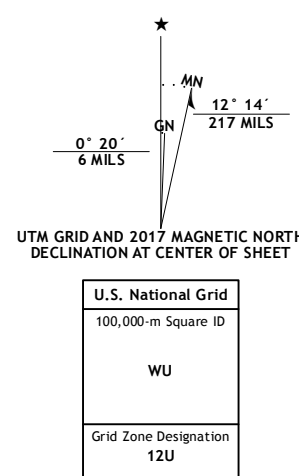 ★
MN
GN
12° 14´
217 MILS
0° 20´
6 MILS
UTM GRID AND 2017 MAGNETIC NORTH
DECLINATION AT CENTER OF SHEET
U.S. National Grid
100,000-m Square ID
WU
Grid Zone Designation
12U